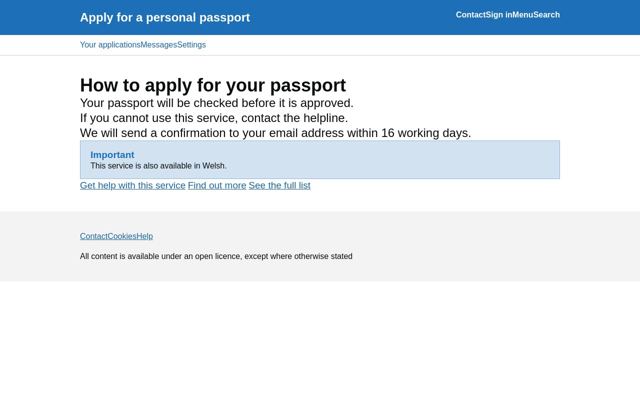 Apply for a personal passport
ContactSign inMenuSearch
Your applicationsMessagesSettings
How to apply for your passport
Your passport will be checked before it is approved.
If you cannot use this service, contact the helpline.
We will send a confirmation to your email address within 16 working days.
Important
This service is also available in Welsh.
Get help with this service Find out more See the full list
ContactCookiesHelp
All content is available under an open licence, except where otherwise stated